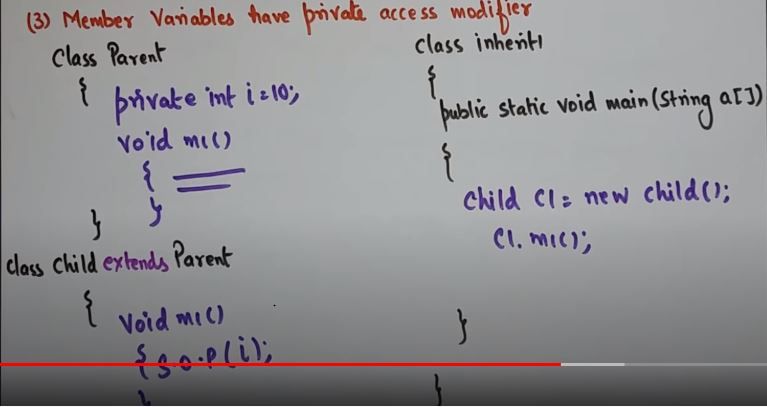 (3) Member Variables have private access modifier
Class Parent
{ private int i=10;
void m1()
{
}
}
class Child extends Parent
{ void m1()
{ S.O.P(i);
}
class inherit1
{
public static void main(String a[])
{
Child C1 = new child();
C1.m1();
}
}